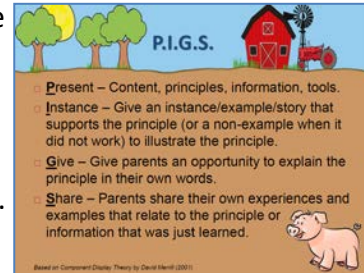 e
P.I.G.S.
Present – Content, principles, information, tools.
Instance – Give an instance/example/story that
supports the principle (or a non-example when it
did not work) to illustrate the principle.
Give – Give parents an opportunity to explain the
principle in their own words.
Share – Parents share their own experiences and
examples that relate to the principle or
information that was just learned.
.
Based on Component Display Theory by David Merrill (2001)